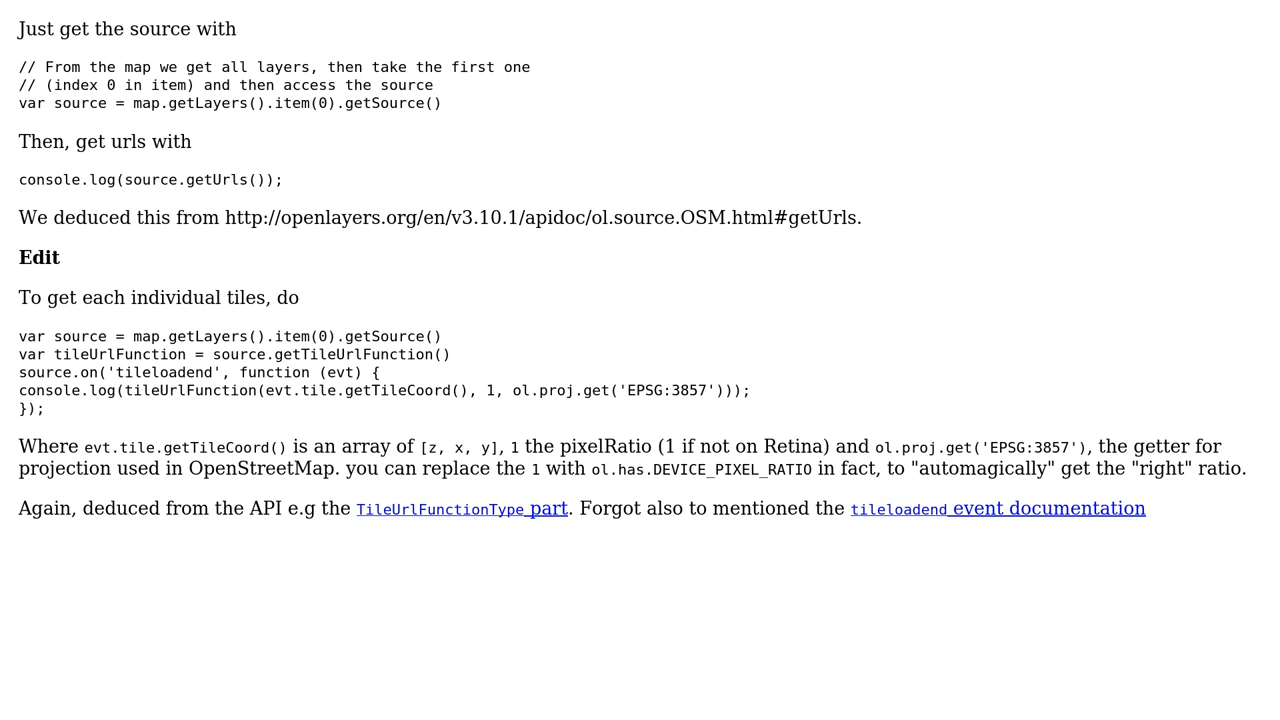 Just get the source with
// From the map we get all layers, then take the first one
// (index 0 in item) and then access the source
var source = map.getLayers().item(0).getSource()
Then, get urls with
console.log(source.getUrls());
We deduced this from http://openlayers.org/en/v3.10.1/apidoc/ol.source.OSM.html#getUrls.
Edit
To get each individual tiles, do
var source = map.getLayers().item(0).getSource()
var tileUrlFunction = source.getTileUrlFunction()
source.on('tileloadend', function (evt) {
console.log(tileUrlFunction(evt.tile.getTileCoord(), 1, ol.proj.get('EPSG:3857')));
});
Where evt.tile.getTileCoord() is an array of [z, x, y], 1 the pixelRatio (1 if not on Retina) and ol.proj.get('EPSG:3857'), the getter for
projection used in OpenStreetMap. you can replace the 1 with ol.has.DEVICE_PIXEL_RATIO in fact, to "automagically" get the "right" ratio.
Again, deduced from the API e.g the TileUrlFunctionType part. Forgot also to mentioned the tileloadend event documentation